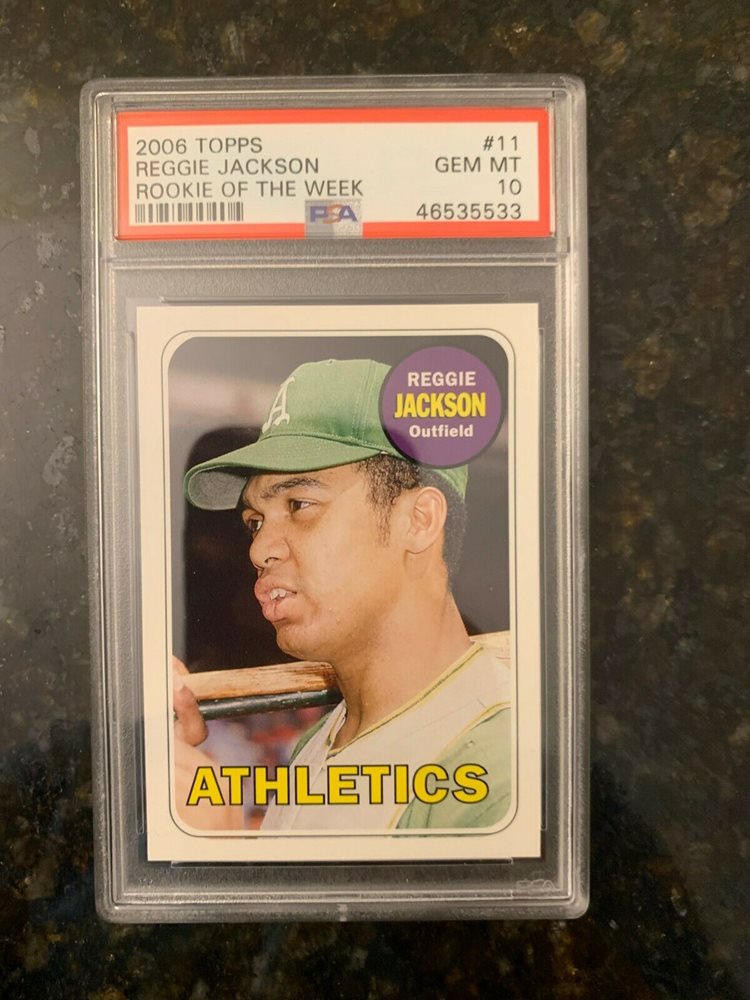 2006 TOPPS #11
REGGIE JACKSON GEM MT
ROOKIE OF THE WEEK 10
PSA 46535533
A
REGGIE
JACKSON
Outfield
ATHLETICS